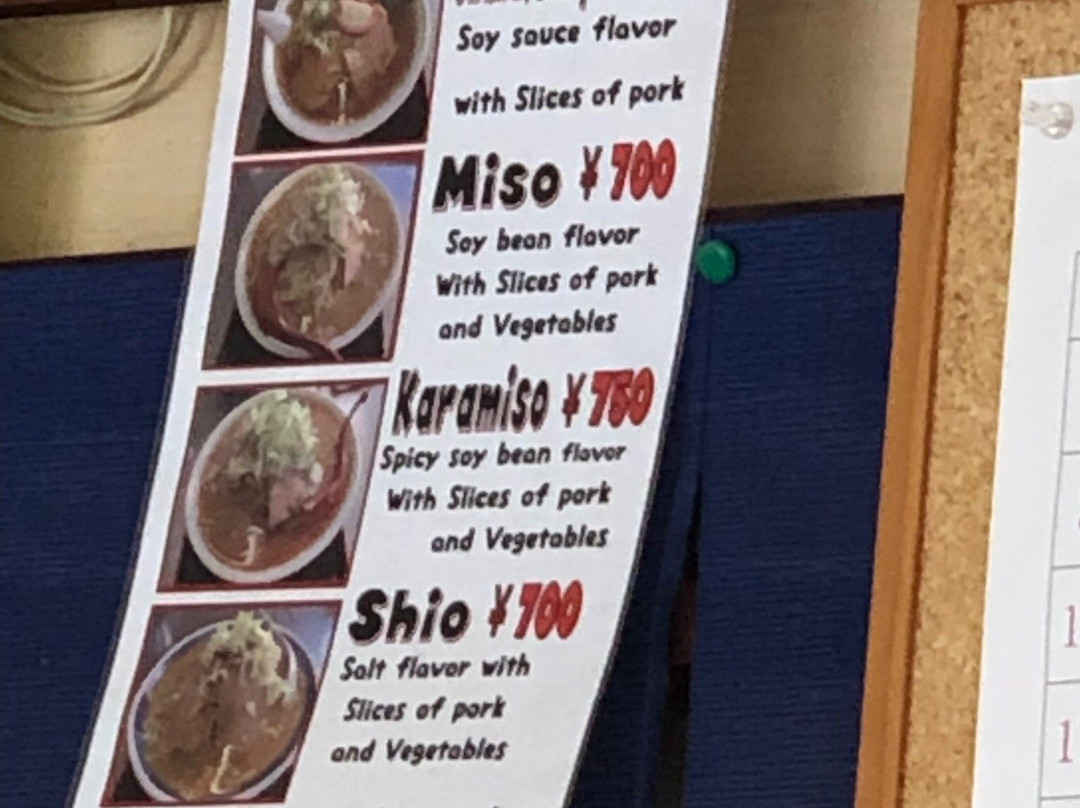 Soy sauce flavor
with Slices of pork
Miso ¥700
Soy bean flavor
With Slices of pork
and Vegetables
Karamiso ¥750
Spicy soy bean flavor
With Slices of pork
and Vegetables
Shio ¥700
Salt flavor with
Slices of pork
and Vegetables
1
1